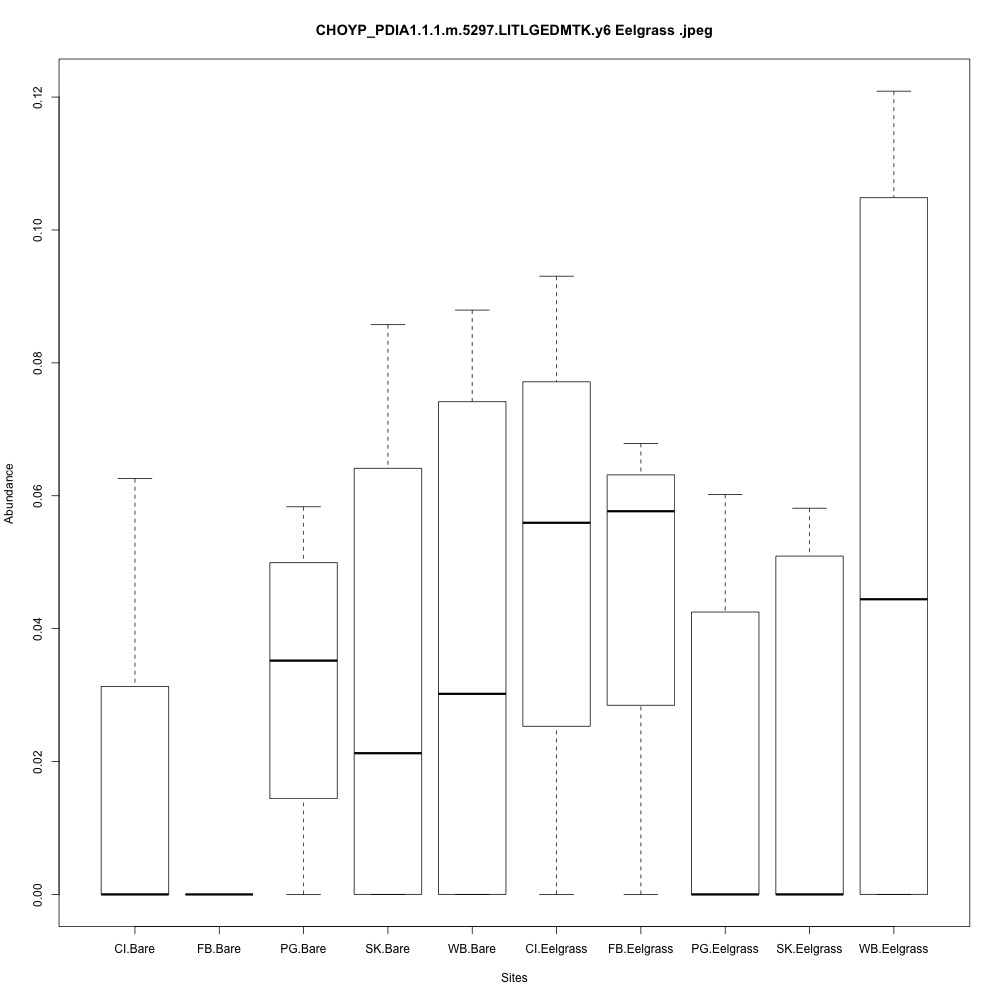 CHOYP_PDIA1.1.1.m.5297.LITLGEDMTK.y6 Eelgrass .jpeg
0.12
0.10
0.08
0.06
0.04
0.02
0.00
Abundance
CI.Bare FB.Bare PG.Bare SK.Bare WB.Bare CI.Eelgrass FB.Eelgrass PG.Eelgrass SK.Eelgrass WB.Eelgrass
Sites